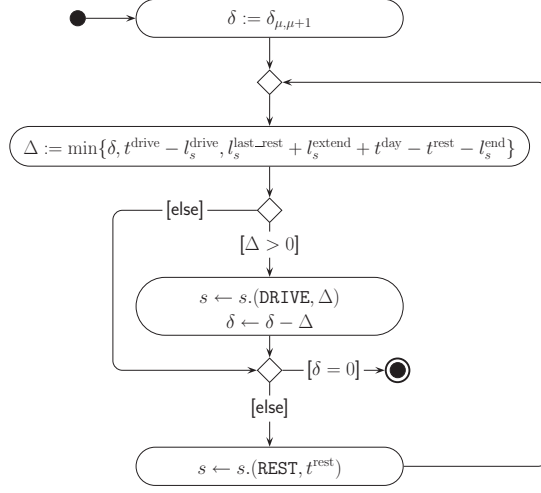 δ := δ_{μ,μ+1}
Δ := min{δ, t^{drive} − l_s^{drive}, l_s^{last_rest} + l_s^{extend} + t^{day} − t^{rest} − l_s^{end}}
[else]
[Δ > 0]
s ← s.(DRIVE, Δ)
δ ← δ − Δ
[δ = 0]
[else]
s ← s.(REST, t^{rest})